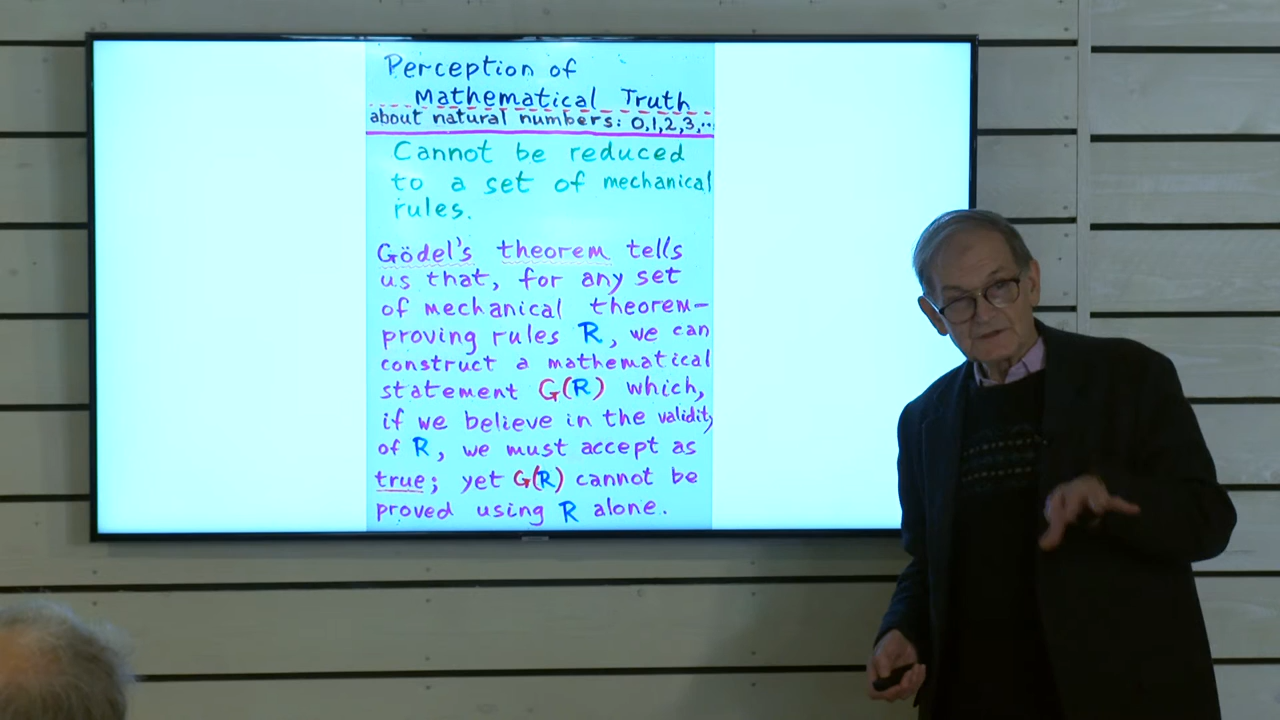 Perception of
Mathematical Truth
about natural numbers: 0,1,2,3,..
Cannot be reduced
to a set of mechanical
rules.
Gödel's theorem tells
us that, for any set
of mechanical theorem-
proving rules R, we can
construct a mathematical
statement G(R) which,
if we believe in the validity
of R, we must accept as
true; yet G(R) cannot be
proved using R alone.